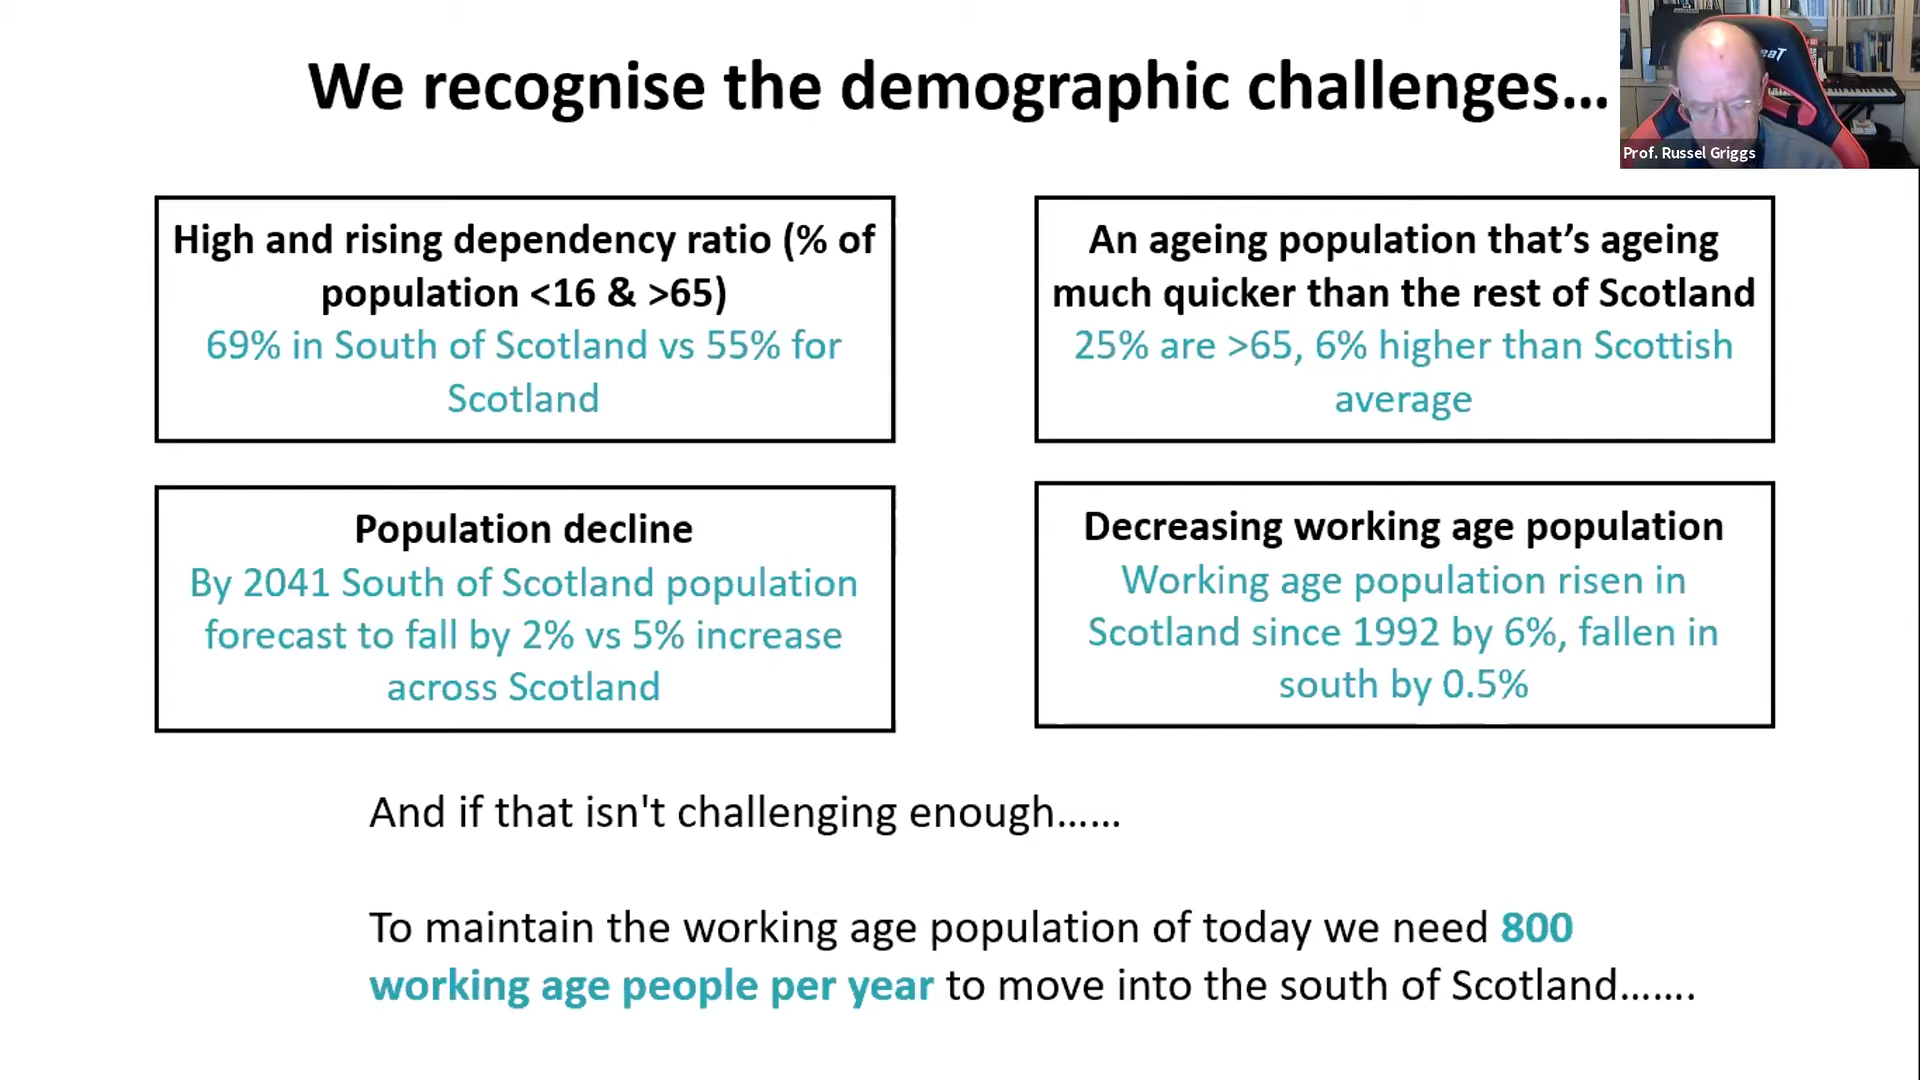 We recognise the demographic challenges...
Prof. Russel Griggs
High and rising dependency ratio (% of
population <16 & >65)
69% in South of Scotland vs 55% for
Scotland
An ageing population that’s ageing
much quicker than the rest of Scotland
25% are >65, 6% higher than Scottish
average
Population decline
By 2041 South of Scotland population
forecast to fall by 2% vs 5% increase
across Scotland
Decreasing working age population
Working age population risen in
Scotland since 1992 by 6%, fallen in
south by 0.5%
And if that isn't challenging enough……
To maintain the working age population of today we need 800
working age people per year to move into the south of Scotland…….